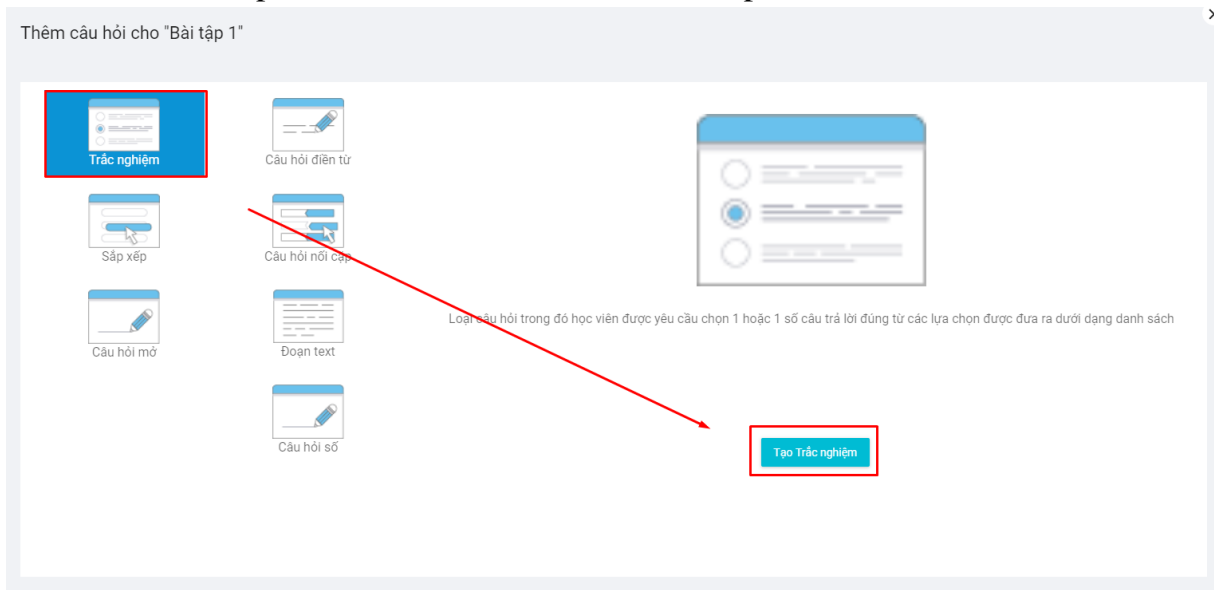 Thêm câu hỏi cho "Bài tập 1"
Trắc nghiệm
Câu hỏi điền từ
Sắp xếp
Câu hỏi nối cặp
Câu hỏi mở
Đoạn text
Câu hỏi số
Loại câu hỏi trong đó học viên được yêu cầu chọn 1 hoặc 1 số câu trả lời đúng từ các lựa chọn được đưa ra dưới dạng danh sách
Tạo Trắc nghiệm